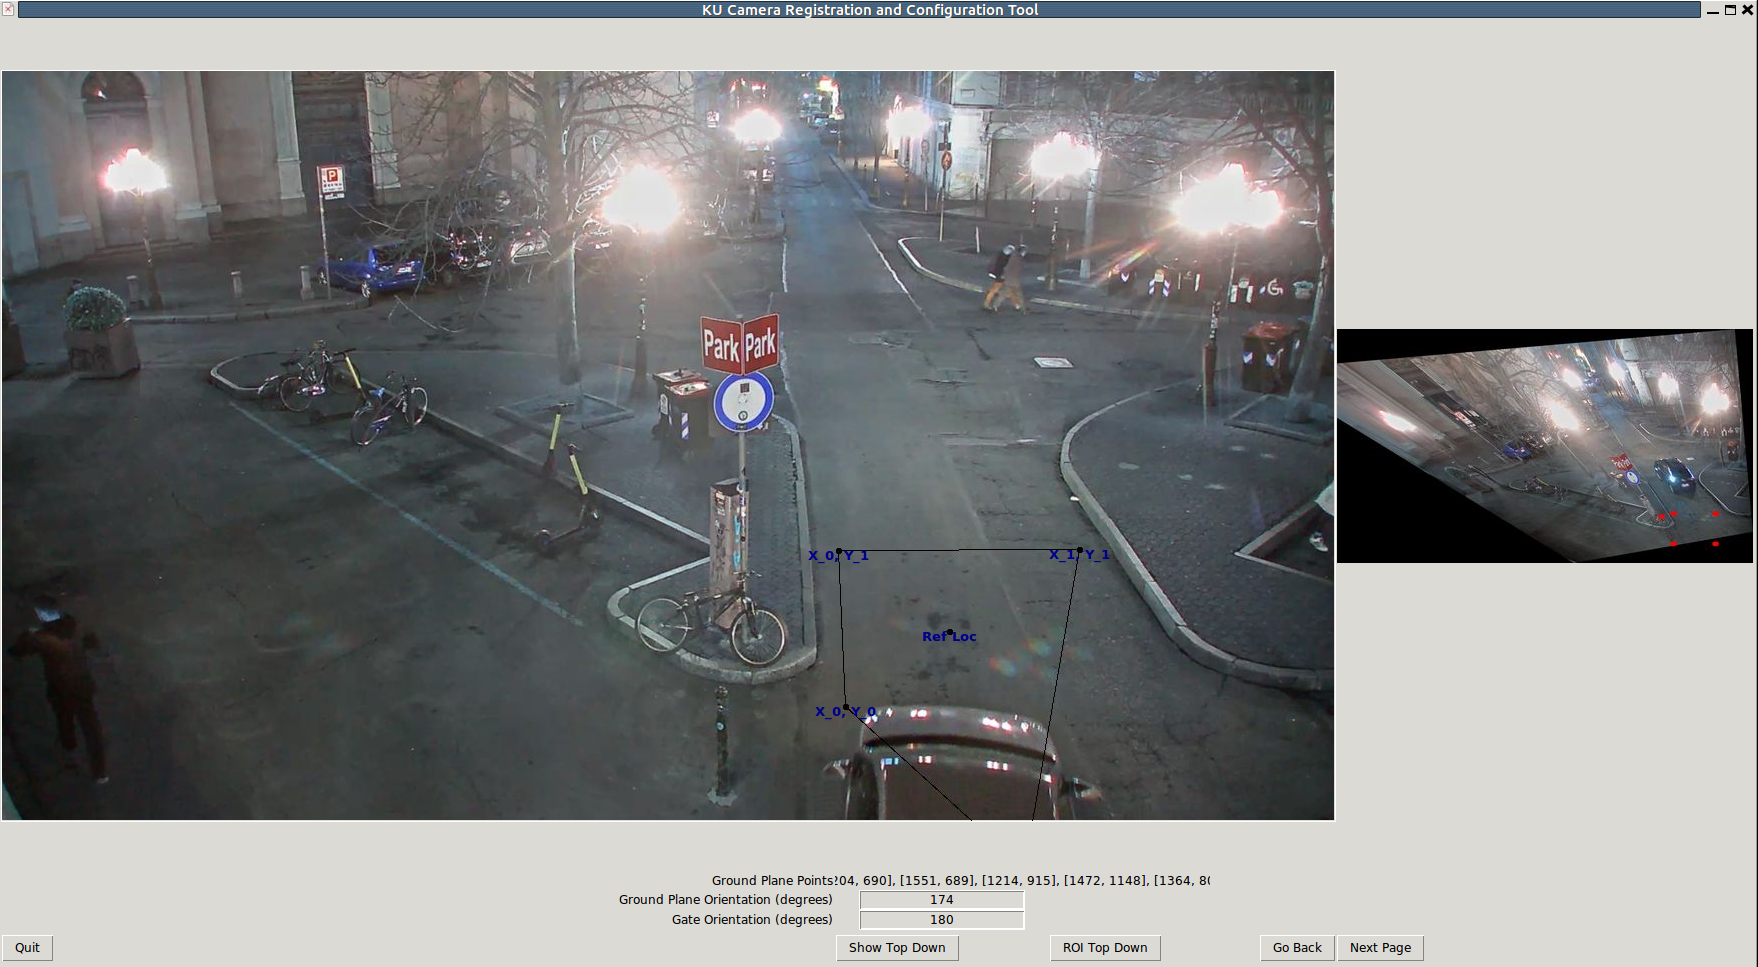 KU Camera Registration and Configuration Tool
P
Park Park
X_0, Y_1
X_1, Y_1
Ref Loc
X_0, Y_0
Ground Plane Points 204, 690], [1551, 689], [1214, 915], [1472, 1148], [1364, 80
Ground Plane Orientation (degrees) 174
Gate Orientation (degrees) 180
Quit Show Top Down ROI Top Down Go Back Next Page